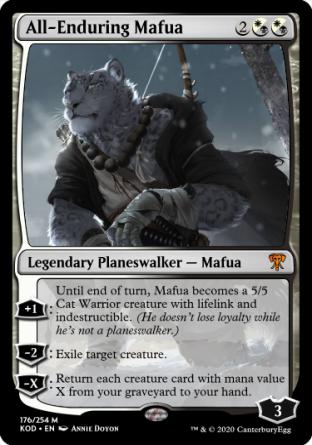 All-Enduring Mafua 2
Legendary Planeswalker — Mafua
+1: Until end of turn, Mafua becomes a 5/5
Cat Warrior creature with lifelink and
indestructible. (He doesn't lose loyalty while
he's not a planeswalker.)
-2: Exile target creature.
-X: Return each creature card with mana value
X from your graveyard to your hand.
3
176/254 M
KOD • EN Annie Doyon
™ & © 2020 CanterburyEgg